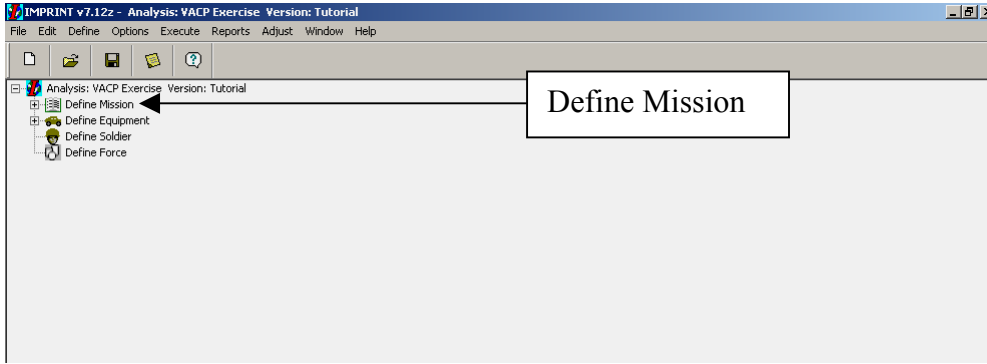 IMPRINT v7.12z - Analysis: VACP Exercise Version: Tutorial
File Edit Define Options Execute Reports Adjust Window Help
Analysis: VACP Exercise Version: Tutorial
Define Mission
Define Mission
Define Equipment
Define Soldier
Define Force